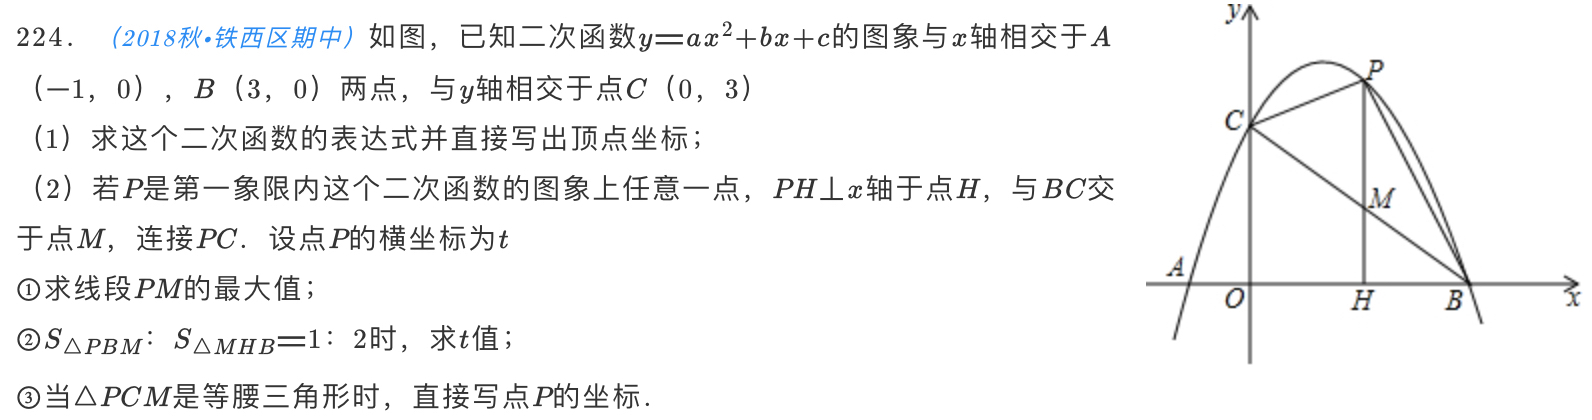 224. （2018秋•铁西区期中）如图，已知二次函数y=ax²+bx+c的图象与x轴相交于A
（−1，0），B（3，0）两点，与y轴相交于点C（0，3）
（1）求这个二次函数的表达式并直接写出顶点坐标；
（2）若P是第一象限内这个二次函数的图象上任意一点，PH⊥x轴于点H，与BC交
于点M，连接PC．设点P的横坐标为t
①求线段PM的最大值；
②S△PBM：S△MHB=1：2时，求t值；
③当△PCM是等腰三角形时，直接写点P的坐标．
y
P
C
M
A
O
H
B
x